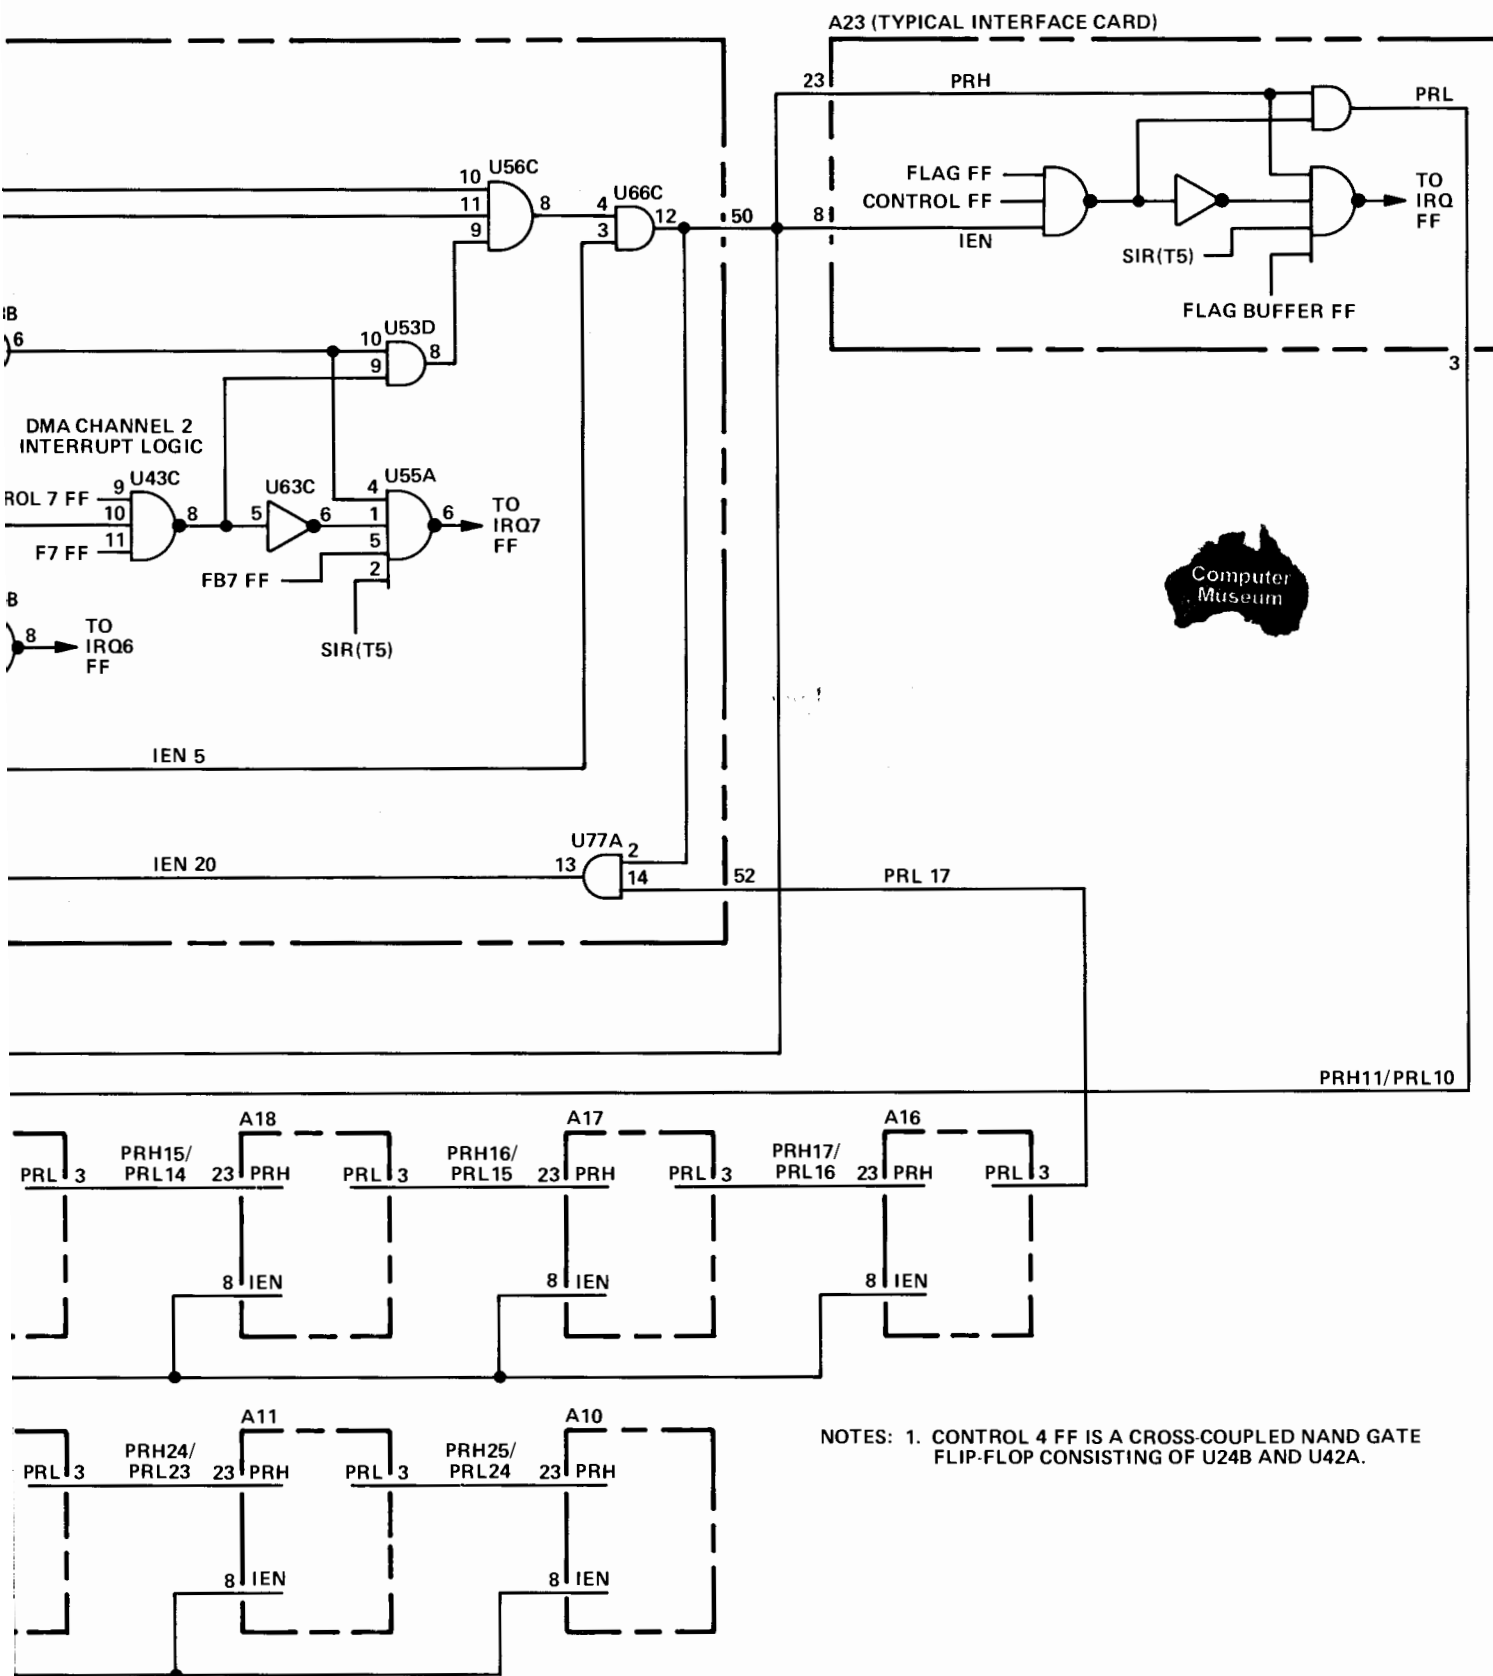 A23 (TYPICAL INTERFACE CARD)
23
PRH
PRL
U56C
10
11
9
8
U66C
4
3
12
50
8
FLAG FF
CONTROL FF
IEN
SIR(T5)
FLAG BUFFER FF
TO
IRQ
FF
3
6
U53D
10
9
8
DMA CHANNEL 2
INTERRUPT LOGIC
U43C
ROL 7 FF
9
10
11
F7 FF
8
U63C
5
6
U55A
4
1
5
2
6
TO
IRQ7
FF
FB7 FF
SIR(T5)
Computer
Museum
8
TO
IRQ6
FF
IEN 5
U77A
IEN 20
13
2
14
52
PRL 17
PRH11/PRL10
PRL
3
PRH15/
PRL14
A18
23
PRH
8
IEN
PRL
3
PRH16/
PRL15
A17
23
PRH
8
IEN
PRL
3
PRH17/
PRL16
A16
23
PRH
8
IEN
PRL
3
PRL
3
PRH24/
PRL23
A11
23
PRH
8
IEN
PRL
3
PRH25/
PRL24
A10
23
PRH
8
IEN
NOTES: 1. CONTROL 4 FF IS A CROSS-COUPLED NAND GATE
FLIP-FLOP CONSISTING OF U24B AND U42A.